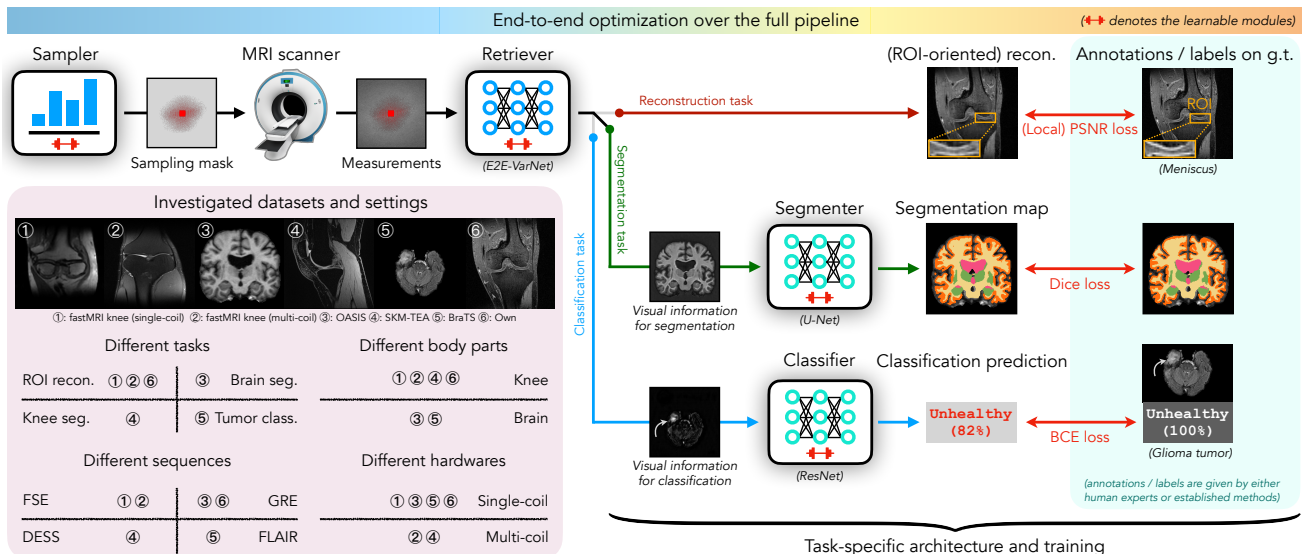 End-to-end optimization over the full pipeline
( denotes the learnable modules)
Sampler
MRI scanner
Retriever
(ROI-oriented) recon.
Annotations / labels on g.t.
Sampling mask
Measurements
(E2E-VarNet)
Reconstruction task
Segmentation task
Classification task
ROI
(Local) PSNR loss
(Meniscus)
Investigated datasets and settings
① ② ③ ④ ⑤ ⑥
①: fastMRI knee (single-coil) ②: fastMRI knee (multi-coil) ③: OASIS ④: SKM-TEA ⑤: BraTS ⑥: Own
Different tasks
ROI recon. ①②⑥ ③ Brain seg.
Knee seg. ④ ⑤ Tumor class.
Different body parts
①②④⑥ Knee
③⑤ Brain
Different sequences
FSE ①② ③⑥ GRE
DESS ④ ⑤ FLAIR
Different hardwares
①③⑤⑥ Single-coil
②④ Multi-coil
Segmenter
Segmentation map
Visual information
for segmentation
(U-Net)
Dice loss
Classifier
Classification prediction
Visual information
for classification
(ResNet)
Unhealthy
(82%)
BCE loss
Unhealthy
(100%)
(Glioma tumor)
(annotations / labels are given by either
human experts or established methods)
Task-specific architecture and training